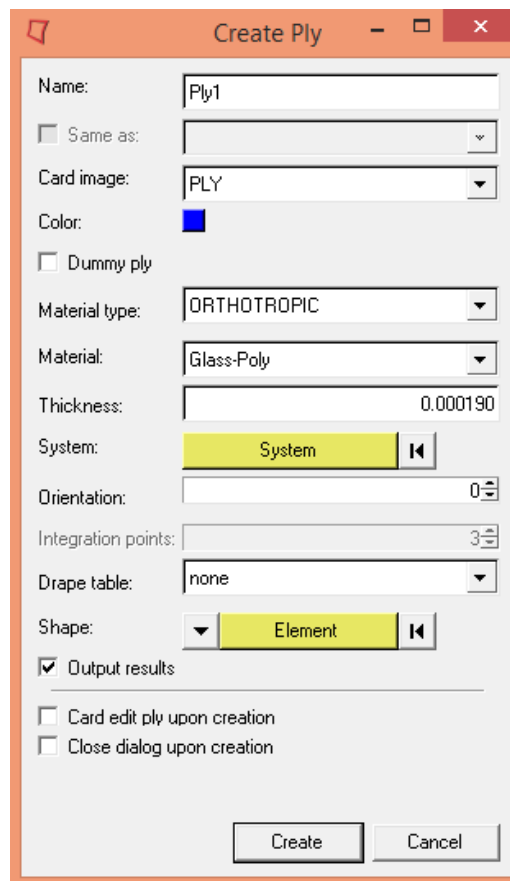 Create Ply
Name: Ply1
Same as:
Card image: PLY
Color:
Dummy ply
Material type: ORTHOTROPIC
Material: Glass-Poly
Thickness: 0.000190
System: System
Orientation: 0
Integration points: 3
Drape table: none
Shape: Element
Output results
Card edit ply upon creation
Close dialog upon creation
Create Cancel